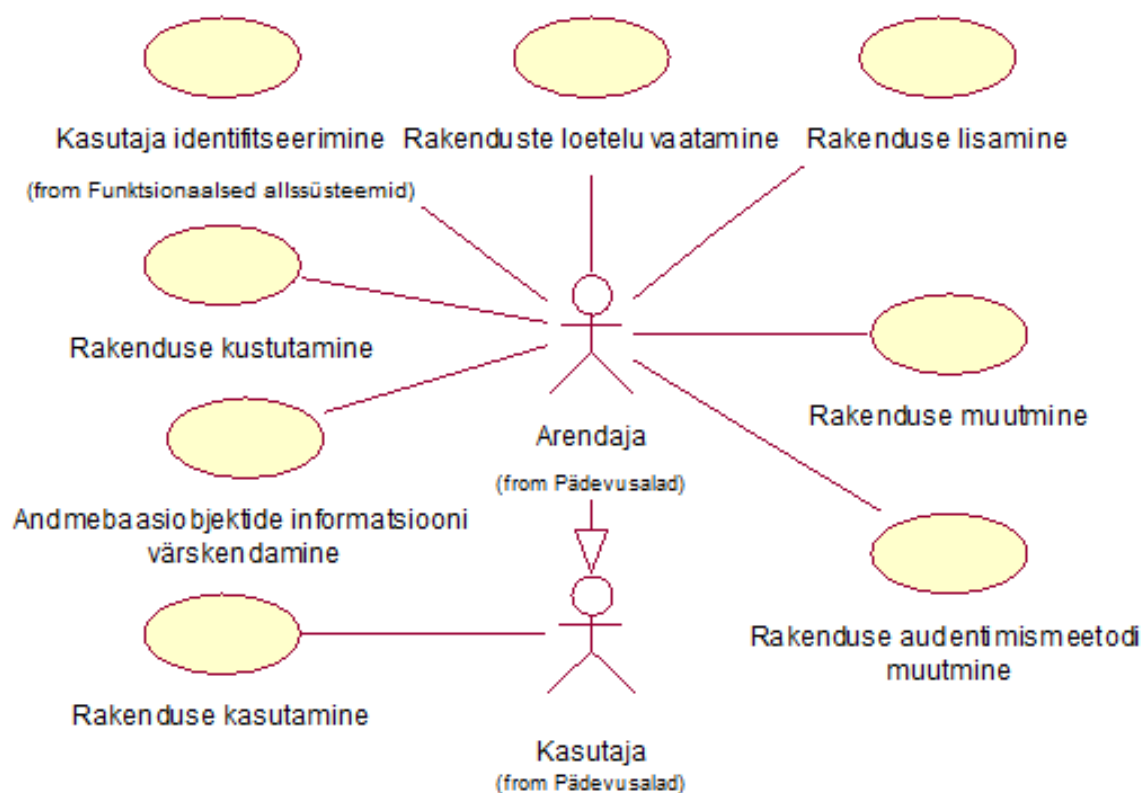 Kasutaja identifitseerimine
(from Funktsionaalsed allssüsteemid)
Rakenduste loetelu vaatamine
Rakenduse lisamine
Rakenduse kustutamine
Rakenduse muutmine
Arendaja
(from Pädevusalad)
Andmebaasiobjektide informatsiooni
värskendamine
Rakenduse audentimismeetodi
muutmine
Rakenduse kasutamine
Kasutaja
(from Pädevusalad)